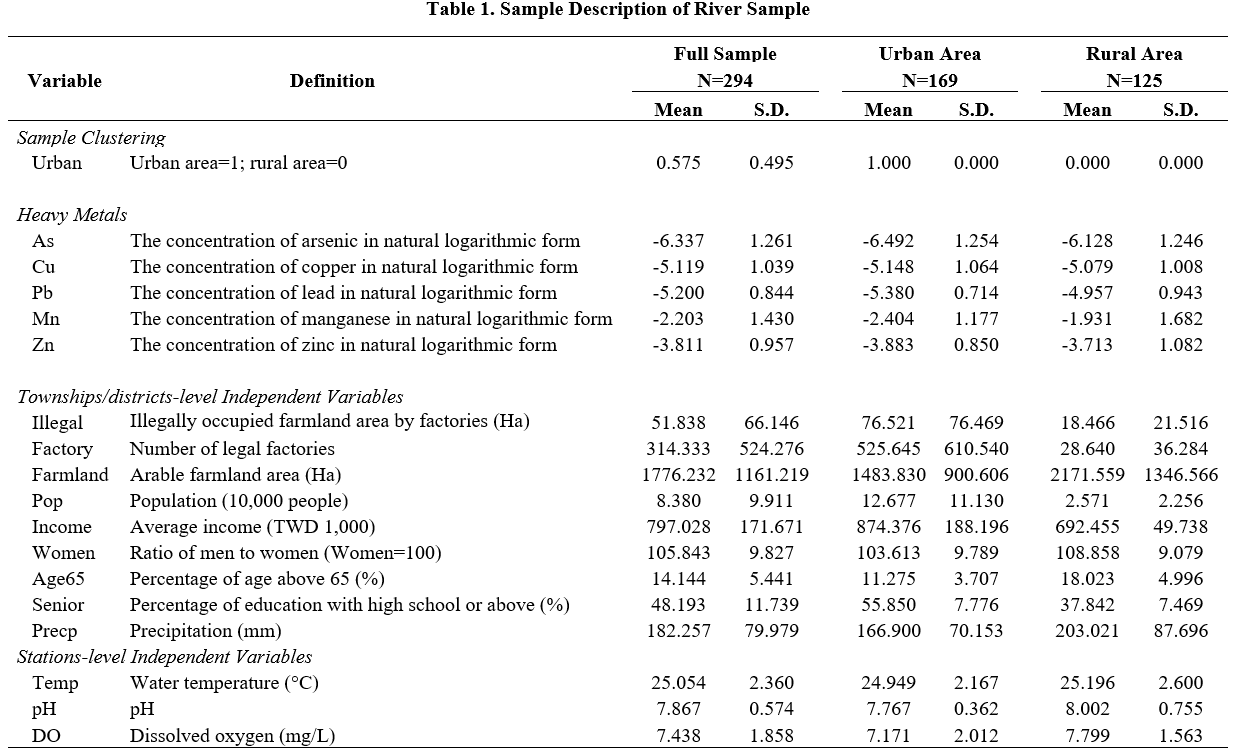 Table 1. Sample Description of River Sample
Variable Definition Full Sample N=294 Urban Area N=169 Rural Area N=125
Mean S.D. Mean S.D. Mean S.D.
Sample Clustering
Urban Urban area=1; rural area=0 0.575 0.495 1.000 0.000 0.000 0.000
Heavy Metals
As The concentration of arsenic in natural logarithmic form -6.337 1.261 -6.492 1.254 -6.128 1.246
Cu The concentration of copper in natural logarithmic form -5.119 1.039 -5.148 1.064 -5.079 1.008
Pb The concentration of lead in natural logarithmic form -5.200 0.844 -5.380 0.714 -4.957 0.943
Mn The concentration of manganese in natural logarithmic form -2.203 1.430 -2.404 1.177 -1.931 1.682
Zn The concentration of zinc in natural logarithmic form -3.811 0.957 -3.883 0.850 -3.713 1.082
Townships/districts-level Independent Variables
Illegal Illegally occupied farmland area by factories (Ha) 51.838 66.146 76.521 76.469 18.466 21.516
Factory Number of legal factories 314.333 524.276 525.645 610.540 28.640 36.284
Farmland Arable farmland area (Ha) 1776.232 1161.219 1483.830 900.606 2171.559 1346.566
Pop Population (10,000 people) 8.380 9.911 12.677 11.130 2.571 2.256
Income Average income (TWD 1,000) 797.028 171.671 874.376 188.196 692.455 49.738
Women Ratio of men to women (Women=100) 105.843 9.827 103.613 9.789 108.858 9.079
Age65 Percentage of age above 65 (%) 14.144 5.441 11.275 3.707 18.023 4.996
Senior Percentage of education with high school or above (%) 48.193 11.739 55.850 7.776 37.842 7.469
Precp Precipitation (mm) 182.257 79.979 166.900 70.153 203.021 87.696
Stations-level Independent Variables
Temp Water temperature (°C) 25.054 2.360 24.949 2.167 25.196 2.600
pH pH 7.867 0.574 7.767 0.362 8.002 0.755
DO Dissolved oxygen (mg/L) 7.438 1.858 7.171 2.012 7.799 1.563